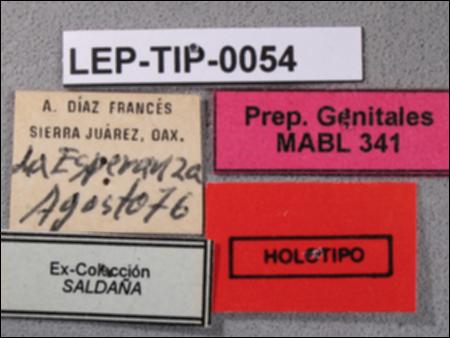 LEP-TIP-0054
A. DÍAZ FRANCÉS
SIERRA JUÁREZ, OAX.
La Esperanza
Agosto 76
Prep. Genitales
MABL 341
HOLOTIPO
Ex-Colección
SALDAÑA